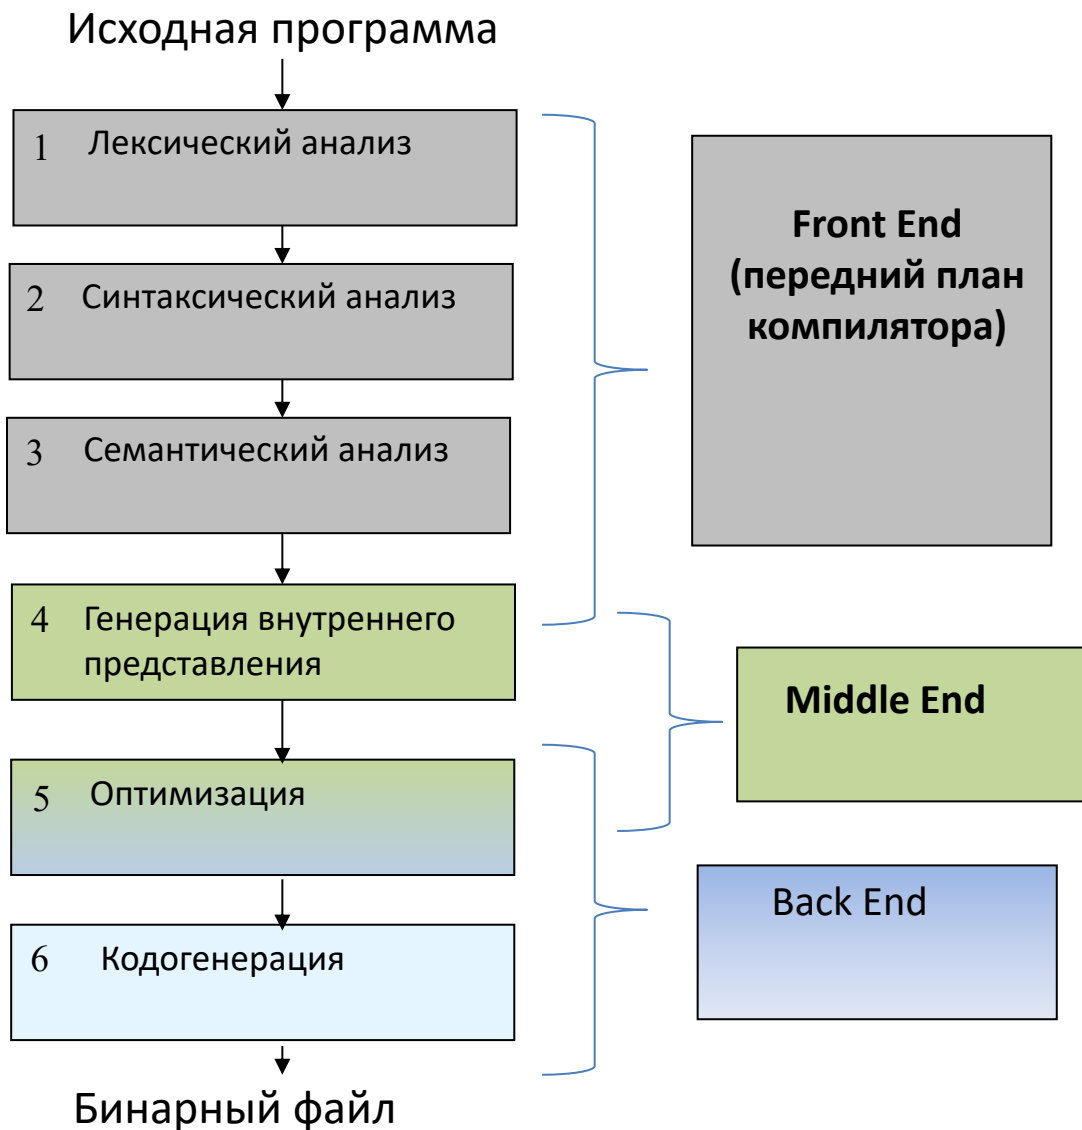 Исходная программа
1 Лексический анализ
2 Синтаксический анализ
3 Семантический анализ
4 Генерация внутреннего
представления
5 Оптимизация
6 Кодогенерация
Бинарный файл
Front End
(передний план
компилятора)
Middle End
Back End